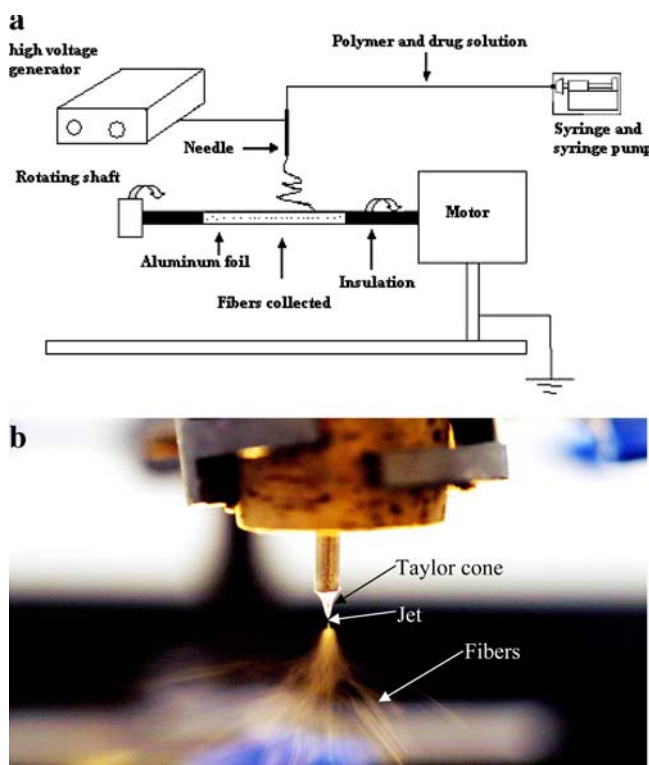 a
high voltage
generator
Polymer and drug solution
Needle
Syringe and
syringe pump
Rotating shaft
Motor
Aluminum foil
Insulation
Fibers collected
b
Taylor cone
Jet
Fibers